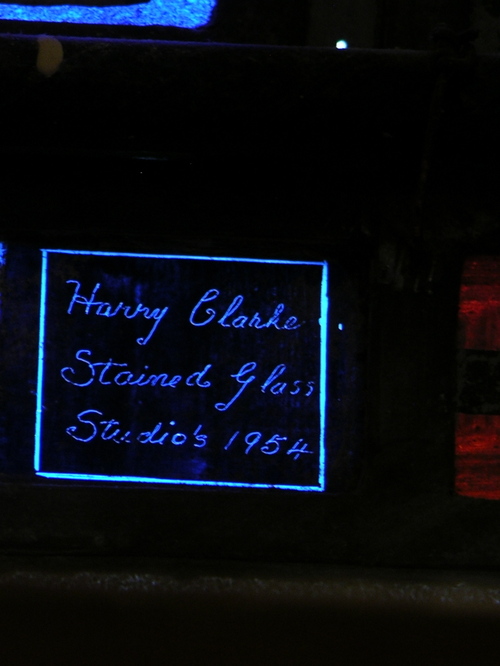 Harry Clarke
Stained Glass
Studio's 1954